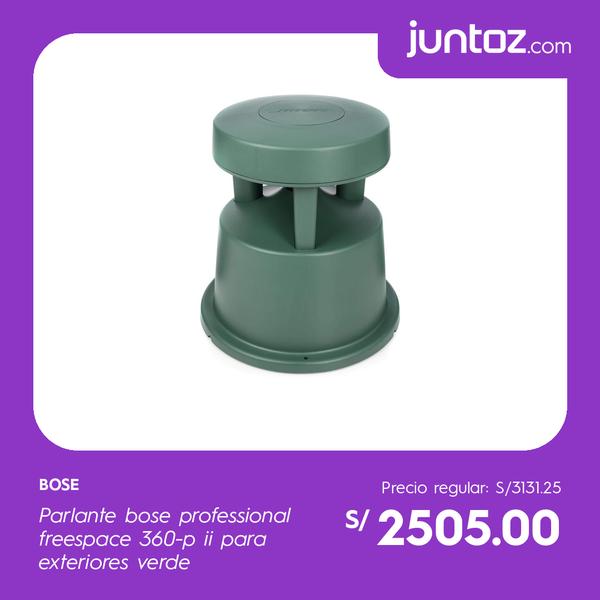 juntoz.com
BOSE
Parlante bose professional
freespace 360-p ii para
exteriores verde
Precio regular: S/3131.25
S/ 2505.00